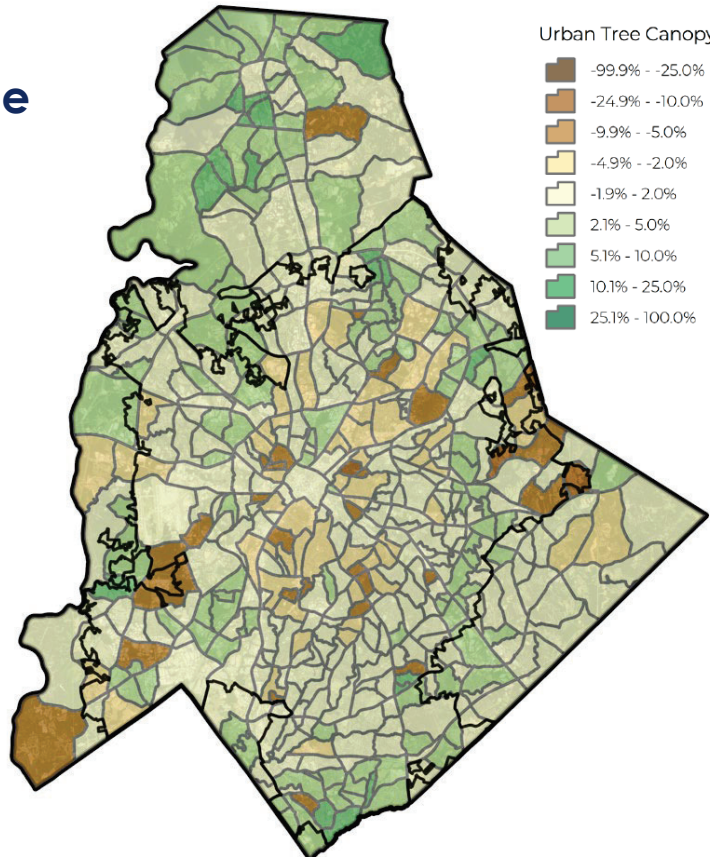 e
Urban Tree Canopy
-99.9% - -25.0%
-24.9% - -10.0%
-9.9% - -5.0%
-4.9% - -2.0%
-1.9% - 2.0%
2.1% - 5.0%
5.1% - 10.0%
10.1% - 25.0%
25.1% - 100.0%